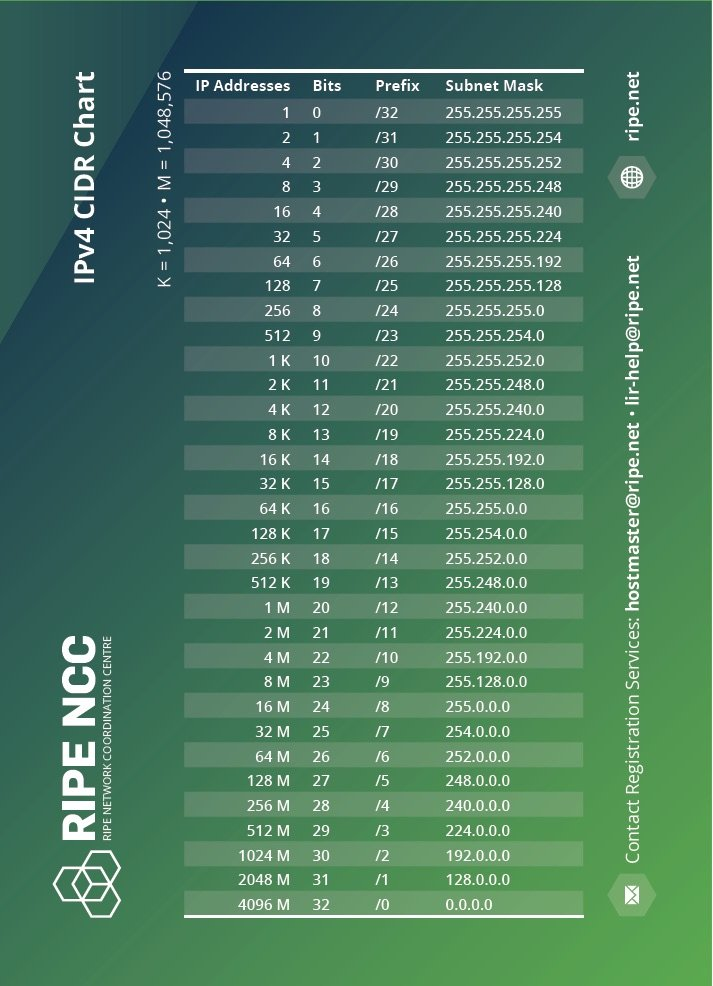 IPv4 CIDR Chart
K = 1,024 • M = 1,048,576
IP Addresses Bits Prefix Subnet Mask
1 0 /32 255.255.255.255
2 1 /31 255.255.255.254
4 2 /30 255.255.255.252
8 3 /29 255.255.255.248
16 4 /28 255.255.255.240
32 5 /27 255.255.255.224
64 6 /26 255.255.255.192
128 7 /25 255.255.255.128
256 8 /24 255.255.255.0
512 9 /23 255.255.254.0
1 K 10 /22 255.255.252.0
2 K 11 /21 255.255.248.0
4 K 12 /20 255.255.240.0
8 K 13 /19 255.255.224.0
16 K 14 /18 255.255.192.0
32 K 15 /17 255.255.128.0
64 K 16 /16 255.255.0.0
128 K 17 /15 255.254.0.0
256 K 18 /14 255.252.0.0
512 K 19 /13 255.248.0.0
1 M 20 /12 255.240.0.0
2 M 21 /11 255.224.0.0
4 M 22 /10 255.192.0.0
8 M 23 /9 255.128.0.0
16 M 24 /8 255.0.0.0
32 M 25 /7 254.0.0.0
64 M 26 /6 252.0.0.0
128 M 27 /5 248.0.0.0
256 M 28 /4 240.0.0.0
512 M 29 /3 224.0.0.0
1024 M 30 /2 192.0.0.0
2048 M 31 /1 128.0.0.0
4096 M 32 /0 0.0.0.0
RIPE NCC
RIPE NETWORK COORDINATION CENTRE
Contact Registration Services: hostmaster@ripe.net • lir-help@ripe.net
ripe.net